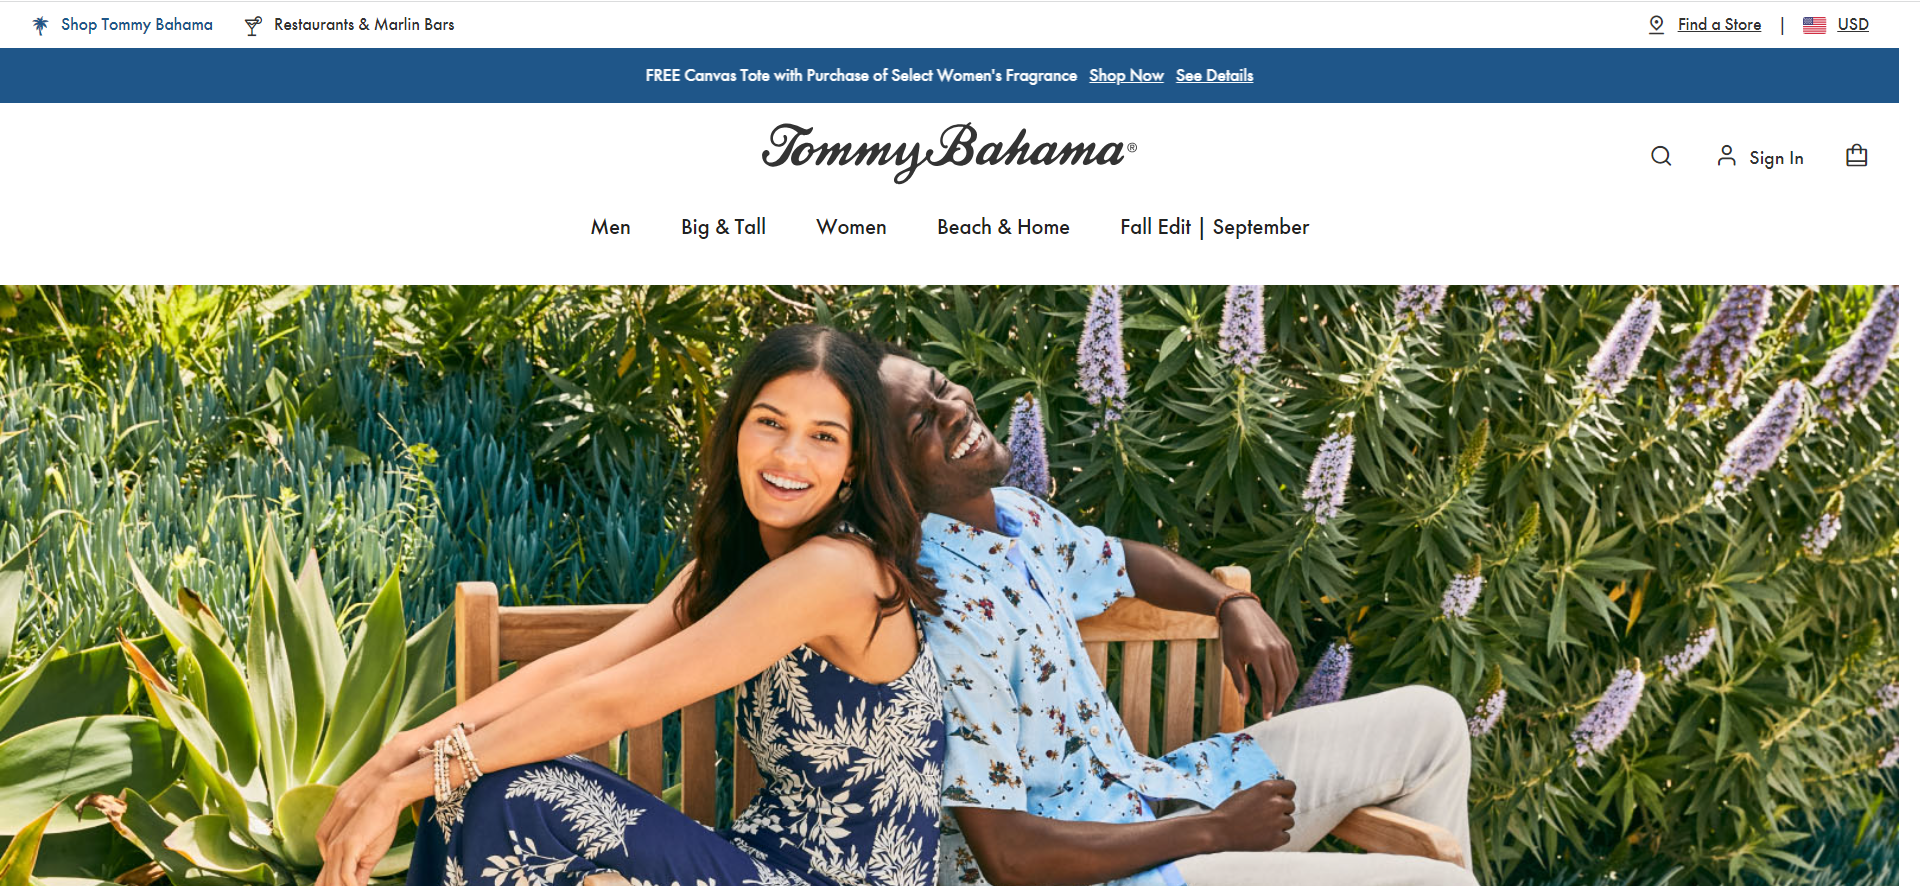 Shop Tommy Bahama Restaurants & Marlin Bars Find a Store | USD
FREE Canvas Tote with Purchase of Select Women's Fragrance Shop Now See Details
Tommy Bahama®
Sign In
Men Big & Tall Women Beach & Home Fall Edit | September